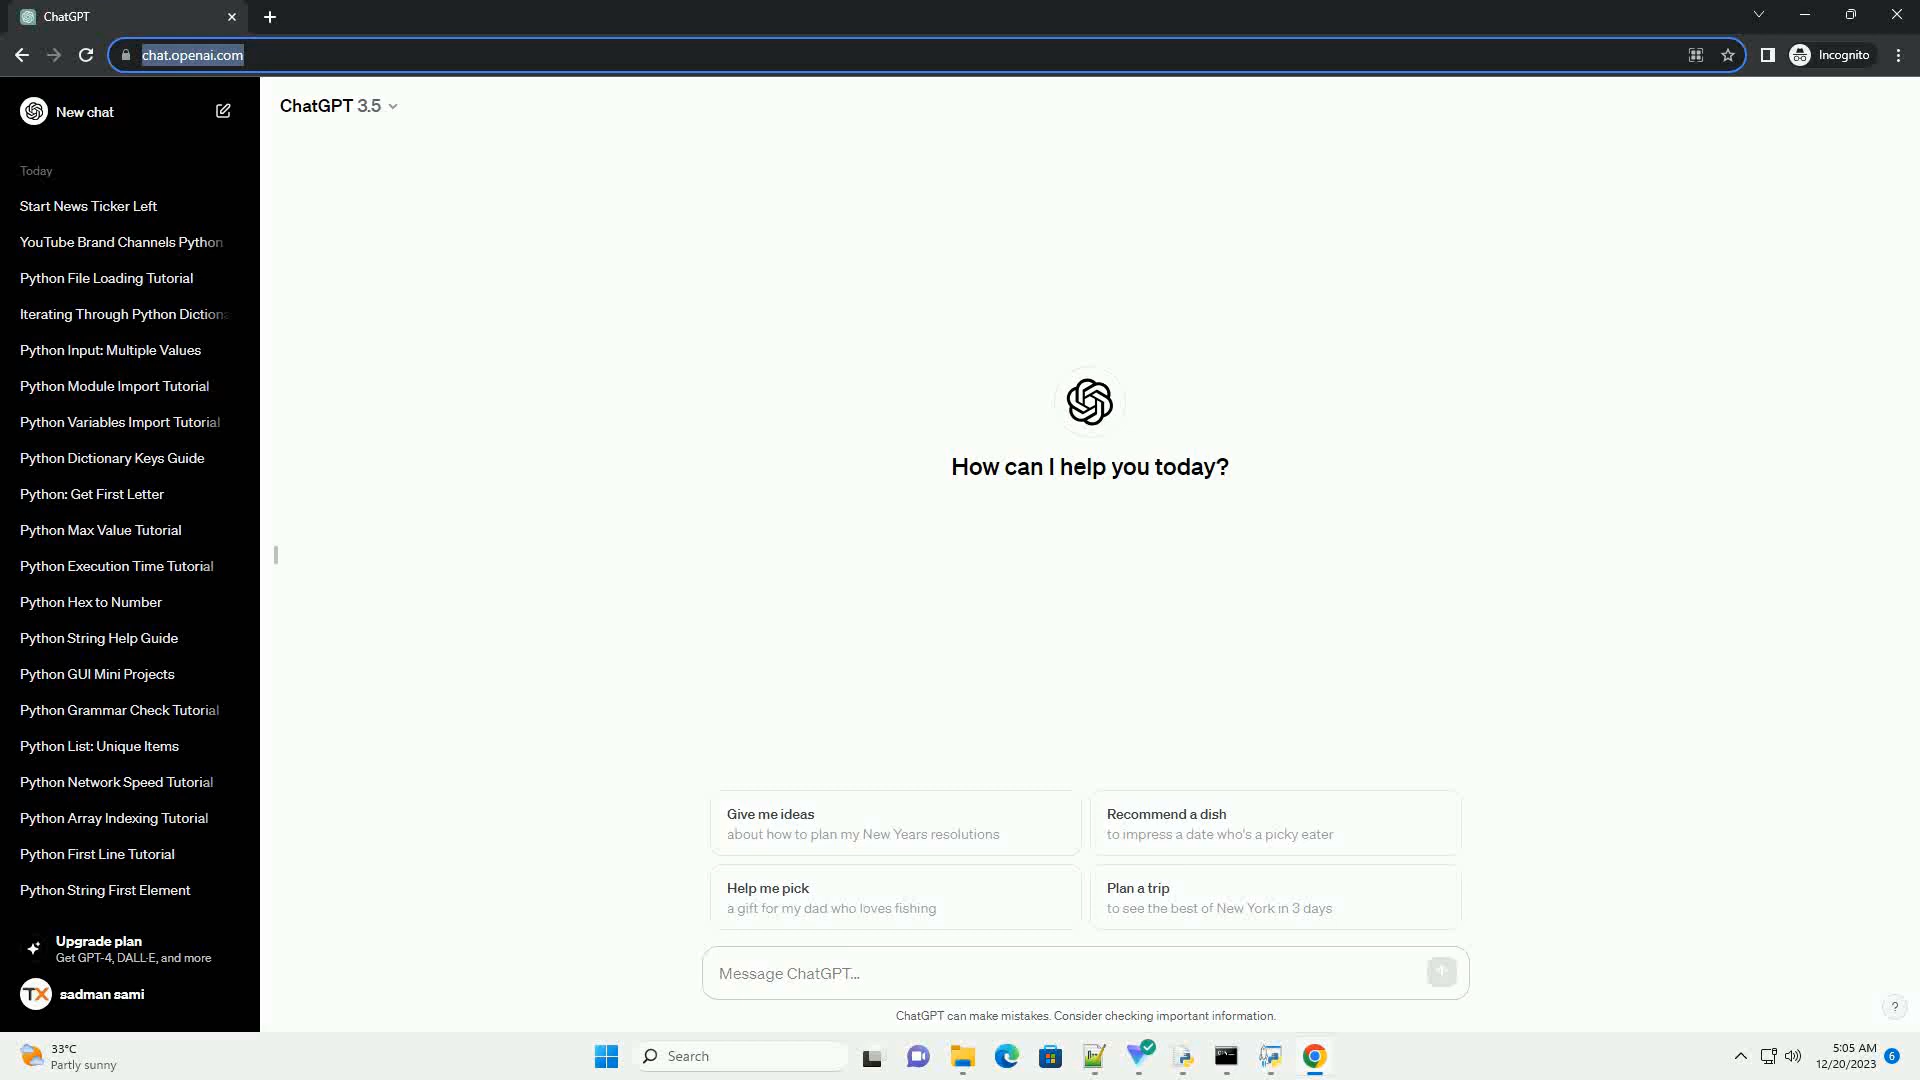 ChatGPT
chat.openai.com
Incognito
New chat
ChatGPT 3.5
Today
Start News Ticker Left
YouTube Brand Channels Python
Python File Loading Tutorial
Iterating Through Python Dictiona
Python Input: Multiple Values
Python Module Import Tutorial
Python Variables Import Tutorial
Python Dictionary Keys Guide
Python: Get First Letter
Python Max Value Tutorial
Python Execution Time Tutorial
Python Hex to Number
Python String Help Guide
Python GUI Mini Projects
Python Grammar Check Tutorial
Python List: Unique Items
Python Network Speed Tutorial
Python Array Indexing Tutorial
Python First Line Tutorial
Python String First Element
Upgrade plan
Get GPT-4, DALL·E, and more
TX sadman sami
How can I help you today?
Give me ideas
about how to plan my New Years resolutions
Recommend a dish
to impress a date who's a picky eater
Help me pick
a gift for my dad who loves fishing
Plan a trip
to see the best of New York in 3 days
Message ChatGPT...
ChatGPT can make mistakes. Consider checking important information.
?
33°C
Partly sunny
Search
5:05 AM
12/20/2023
6